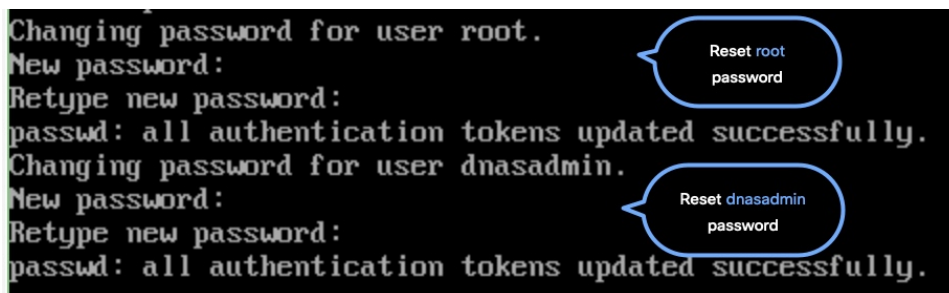 Changing password for user root.
New password:
Retype new password:
passwd: all authentication tokens updated successfully.
Changing password for user dnasadmin.
New password:
Retype new password:
passwd: all authentication tokens updated successfully.
Reset root
password
Reset dnasadmin
password